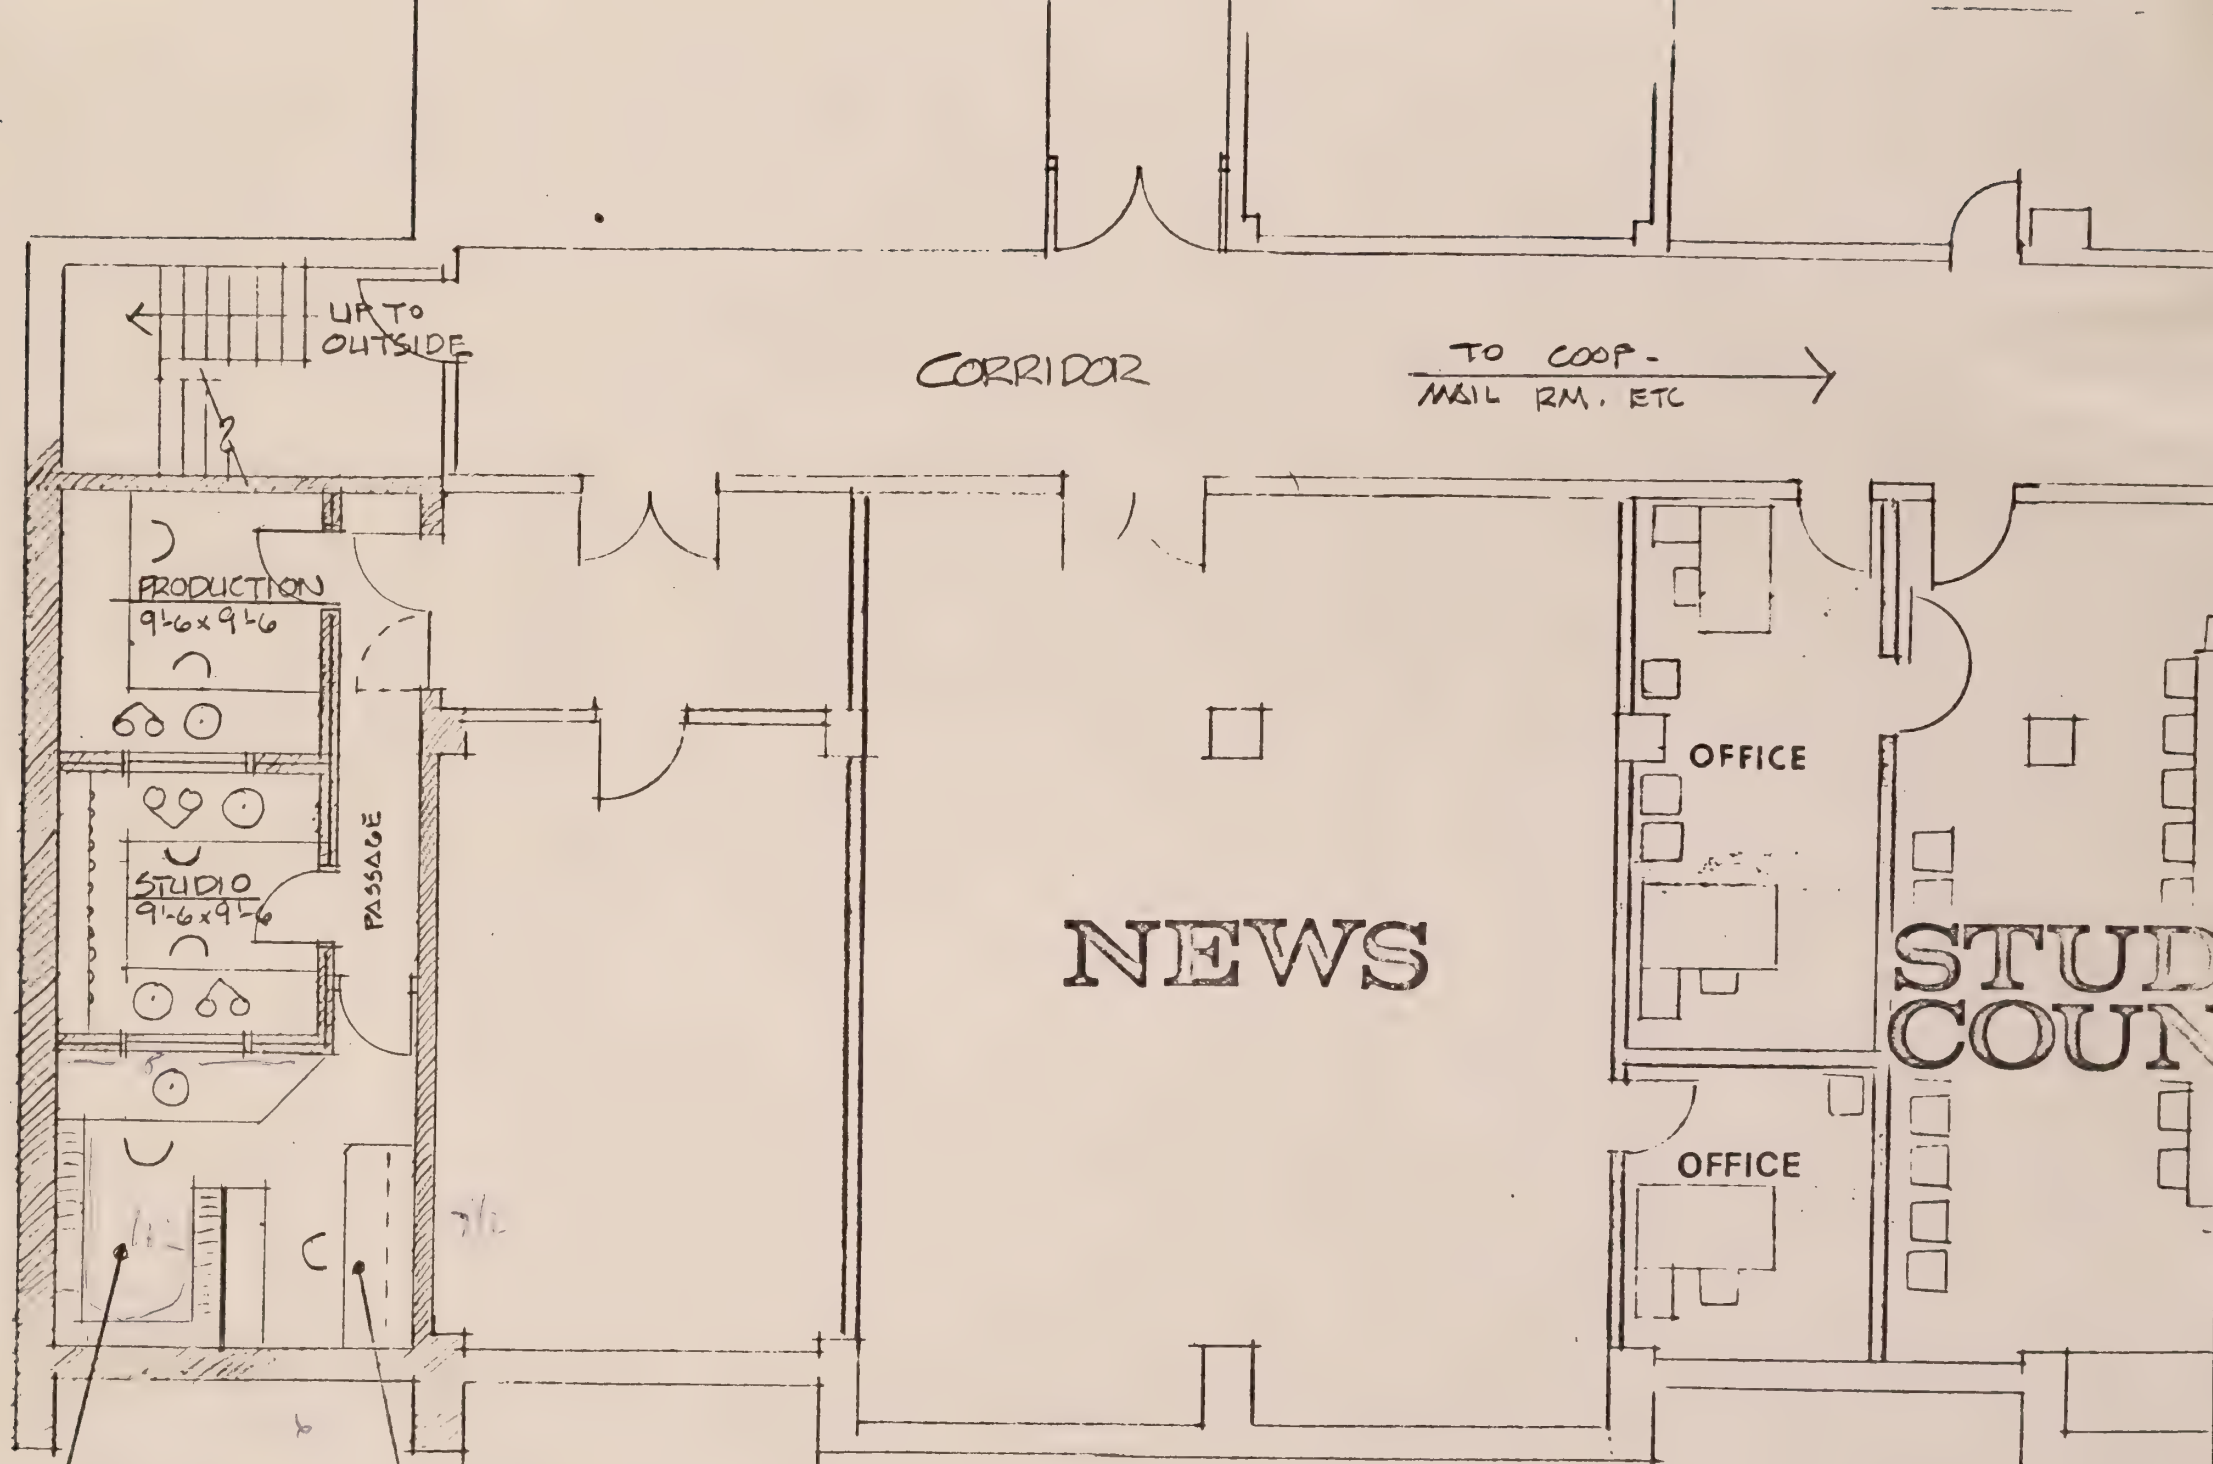 UP TO
OUTSIDE
CORRIDOR
TO COOP-
MAIL RM. ETC
PRODUCTION
9'-6 x 9'-6
OFFICE
PASSAGE
STUDIO
9'-6 x 9'-6
NEWS
STUD
COUN
OFFICE